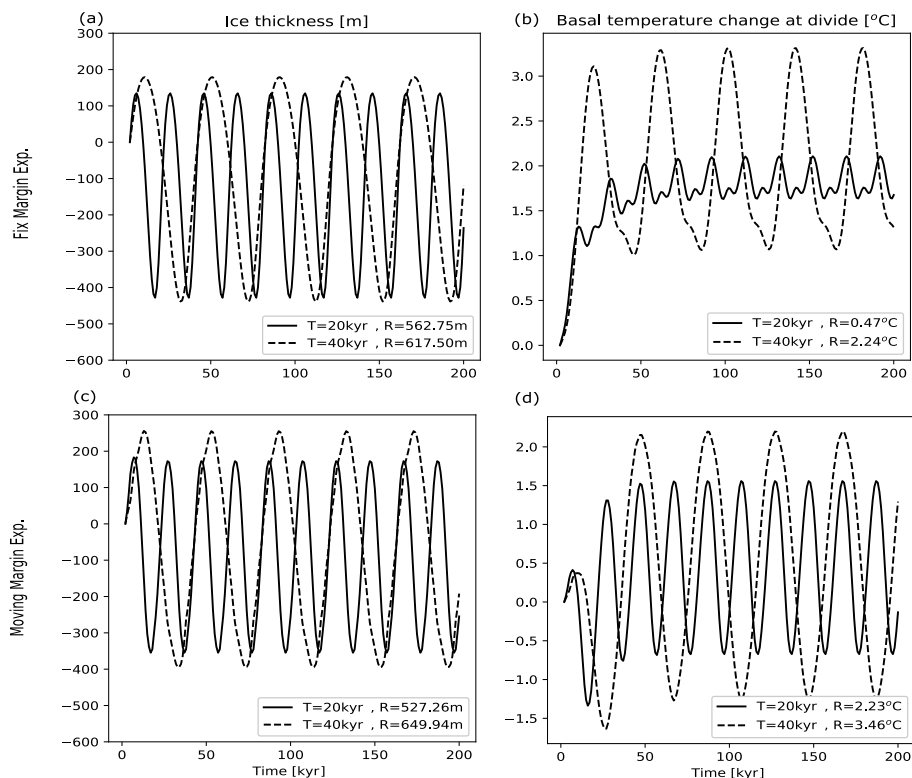 (a) Ice thickness [m]
(b) Basal temperature change at divide [°C]
Fix Margin Exp.
300
200
100
0
−100
−200
−300
−400
−500
−600
0 50 100 150 200
T=20kyr , R=562.75m
T=40kyr , R=617.50m
3.0
2.5
2.0
1.5
1.0
0.5
0.0
0 50 100 150 200
T=20kyr , R=0.47°C
T=40kyr , R=2.24°C
(c)
Moving Margin Exp.
300
200
100
0
−100
−200
−300
−400
−500
−600
0 50 100 150 200
Time [kyr]
T=20kyr , R=527.26m
T=40kyr , R=649.94m
(d)
2.0
1.5
1.0
0.5
0.0
−0.5
−1.0
−1.5
0 50 100 150 200
Time [kyr]
T=20kyr , R=2.23°C
T=40kyr , R=3.46°C